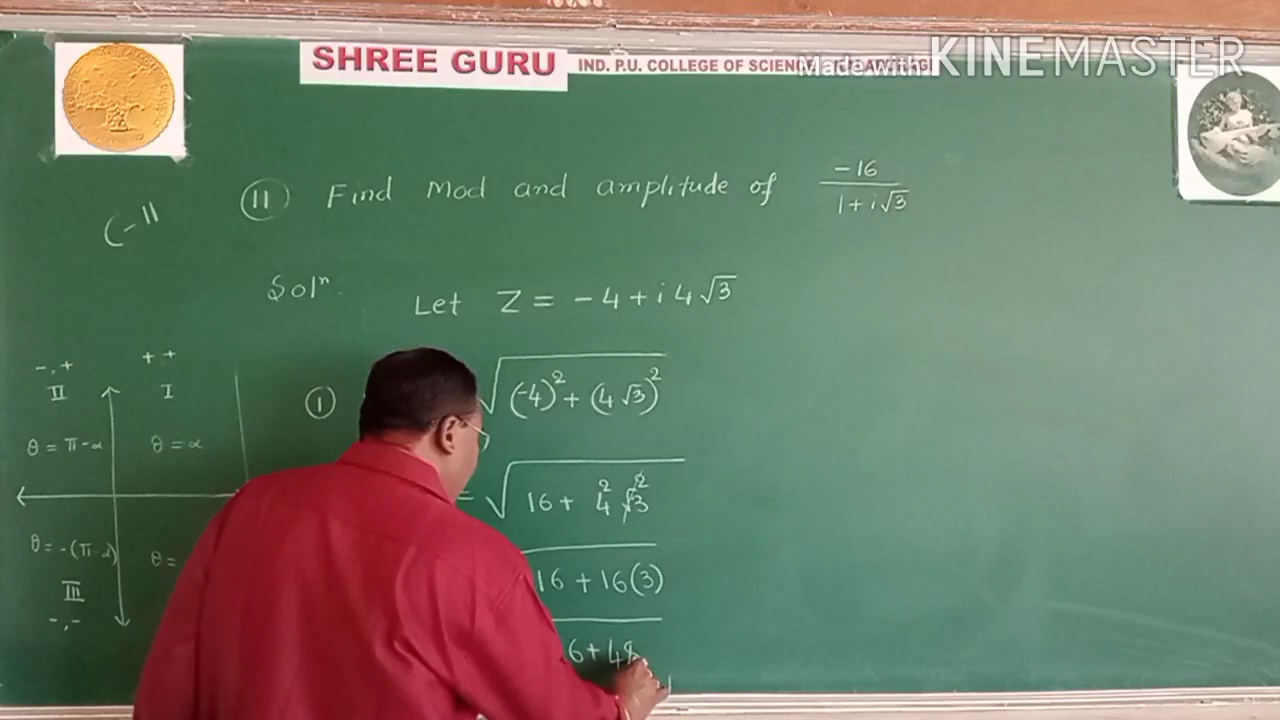 SHREE GURU IND. P.U. COLLEGE OF SCIENCE
Made with KINEMASTER
C-11
(11) Find Mod and amplitude of -16/(1+i√3)
Solⁿ:
Let Z = -4 + i 4√3
-,+
II
++
I
θ = π-α
θ = α
θ = -(π-α)
θ =
III
-,-
(1) √((-4)² + (4√3)²)
= √(16 + 4² √3²)
16 + 16(3)
6 + 48